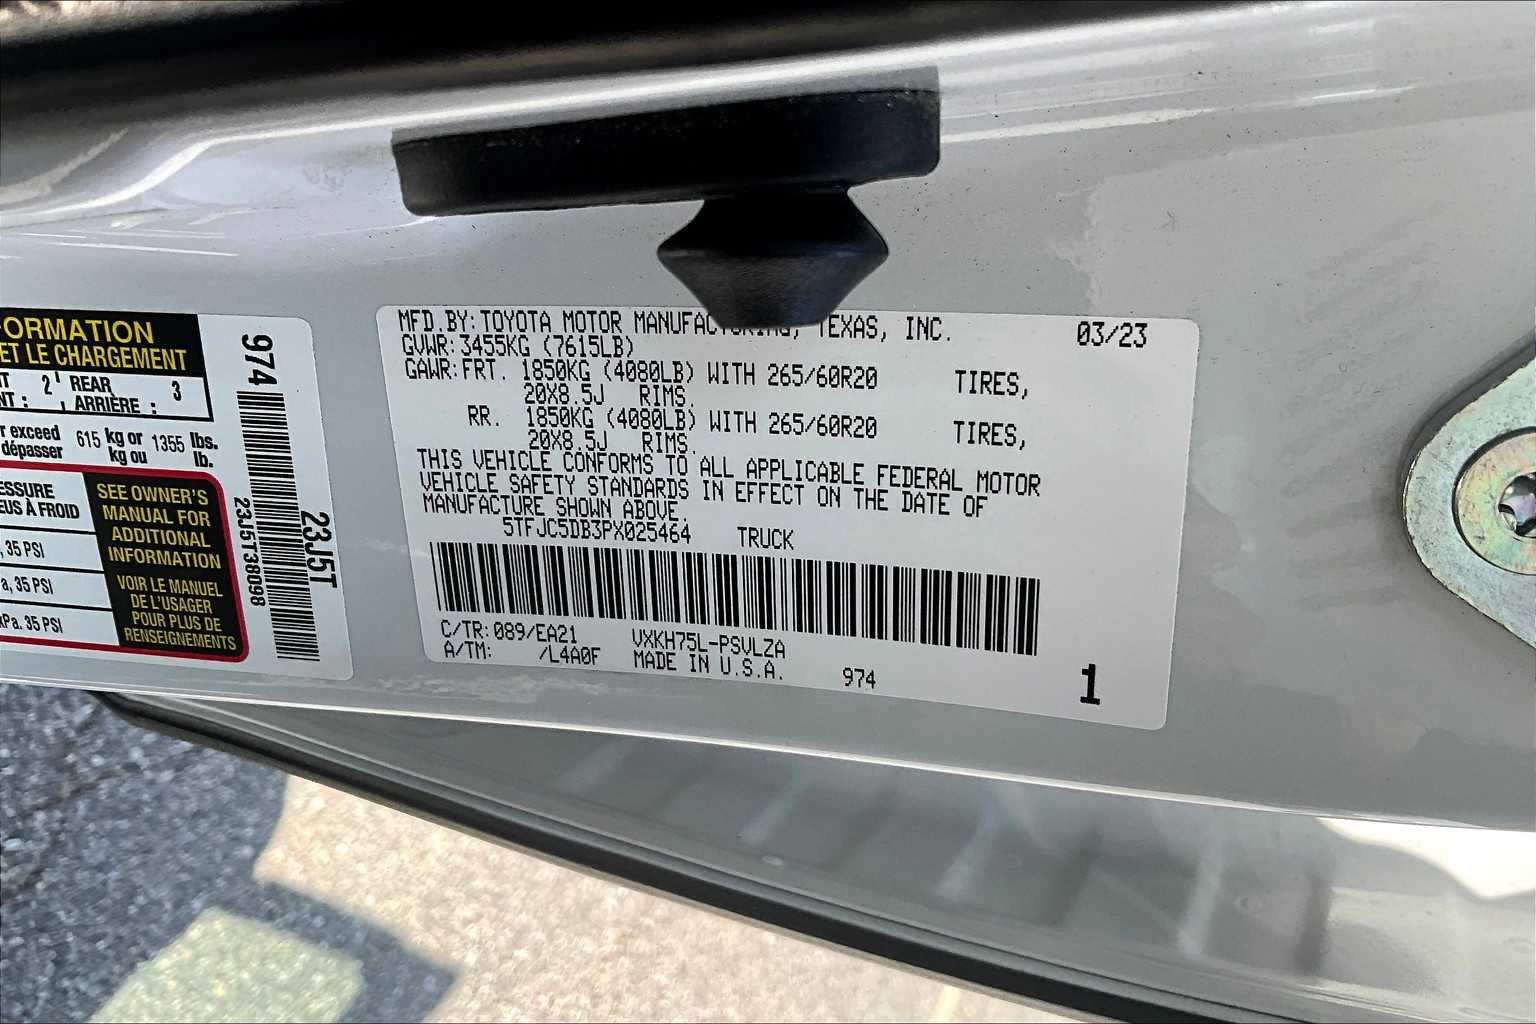 ORMATION
ET LE CHARGEMENT
2 REAR 3
ARRIÈRE :
r exceed 615 kg or 1355 lbs.
dépasser kg ou lb.
ESSURE
EUS À FROID
, 35 PSI
a, 35 PSI
kPa. 35 PSI
SEE OWNER'S
MANUAL FOR
ADDITIONAL
INFORMATION
VOIR LE MANUEL
DE L'USAGER
POUR PLUS DE
RENSEIGNEMENTS
974
23J5T
23J5T38098
MFD. BY: TOYOTA MOTOR MANUFACTURING, TEXAS, INC. 03/23
GVWR: 3455KG (7615LB)
GAWR: FRT. 1850KG (4080LB) WITH 265/60R20 TIRES,
20X8.5J RIMS.
RR. 1850KG (4080LB) WITH 265/60R20 TIRES,
20X8.5J RIMS.
THIS VEHICLE CONFORMS TO ALL APPLICABLE FEDERAL MOTOR
VEHICLE SAFETY STANDARDS IN EFFECT ON THE DATE OF
MANUFACTURE SHOWN ABOVE.
5TFJC5DB3PX025464 TRUCK
C/TR: 089/EA21 VXKH75L-PSVLZA
A/TM: /L4A0F MADE IN U.S.A. 974 1